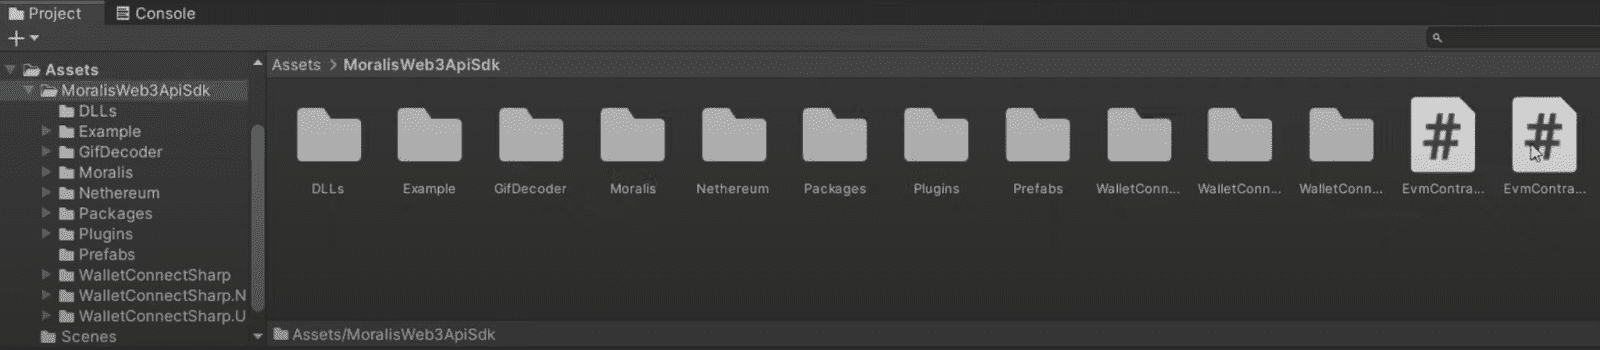 Project
Console
Assets
MoralisWeb3ApiSdk
DLLs
Example
GifDecoder
Moralis
Nethereum
Packages
Plugins
Prefabs
WalletConnectSharp
WalletConnectSharp.N
WalletConnectSharp.U
Scenes
Assets > MoralisWeb3ApiSdk
DLLs
Example
GifDecoder
Moralis
Nethereum
Packages
Plugins
Prefabs
WalletConn...
WalletConn...
WalletConn...
EvmContra...
EvmContra...
Assets/MoralisWeb3ApiSdk